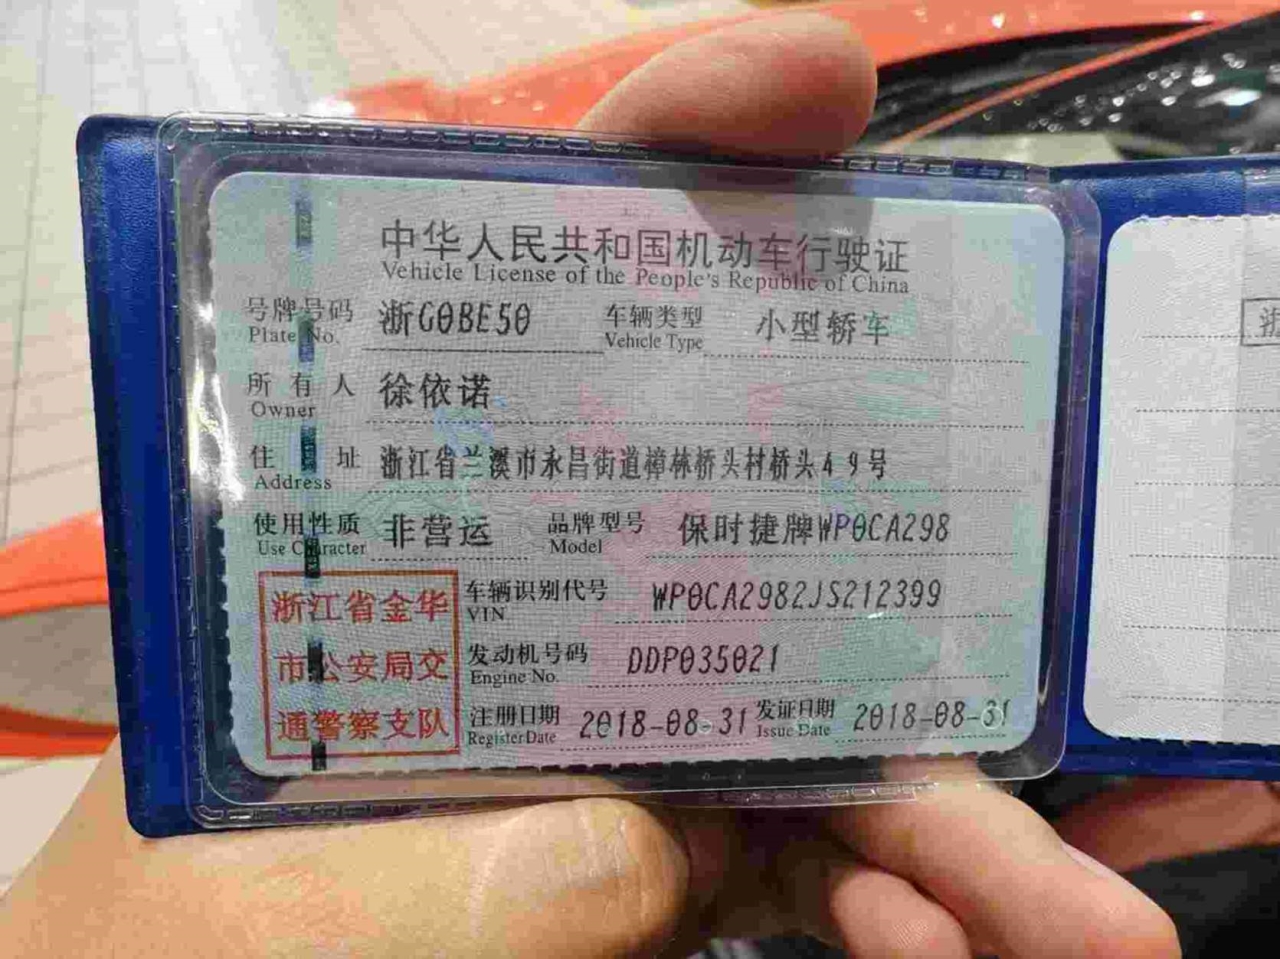 中华人民共和国机动车行驶证
Vehicle License of the People's Republic of China
号牌号码 浙G0BE50 车辆类型 小型轿车
Plate No. Vehicle Type
所有人 徐依诺
Owner
住址 浙江省兰溪市永昌街道樟林桥头村桥头49号
Address
使用性质 非营运 品牌型号 保时捷牌WP0CA298
Use Character Model
浙江省金华 车辆识别代号 WP0CA2982JS212399
VIN
市公安局交 发动机号码 DDP035021
Engine No.
通警察支队 注册日期 2018-08-31 发证日期 2018-08-31
Register Date Issue Date
浙